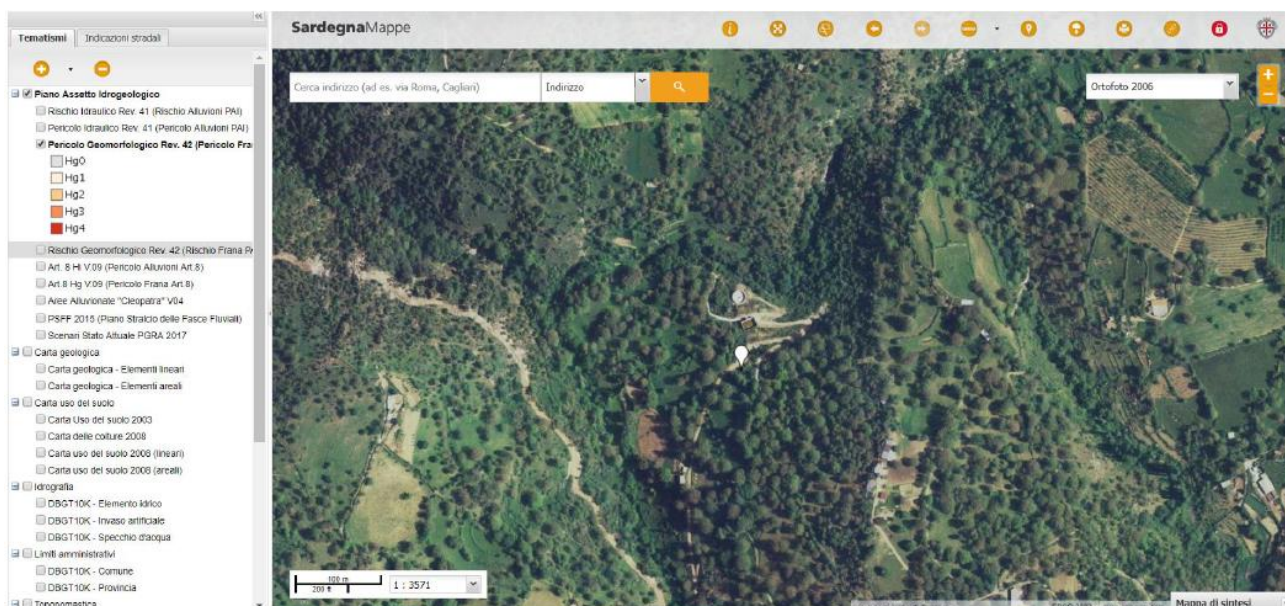 Tematismi
Indicazioni stradali
Piano Assetto Idrogeologico
Rischio Idraulico Rev. 41 (Rischio Alluvioni PAI)
Pericolo Idraulico Rev. 41 (Pericolo Alluvioni PAI)
Pericolo Geomorfologico Rev. 42 (Pericolo Fra
Hg0
Hg1
Hg2
Hg3
Hg4
Rischio Geomorfologico Rev. 42 (Rischio Frana PA
Art. 8 Hi V.09 (Pericolo Alluvioni Art.8)
Art.8 Hg V.09 (Pericolo Frana Art.8)
Aree Alluvionate "Cleopatra" V04
PSFF 2015 (Piano Stralcio delle Fasce Fluviali)
Scenari Stato Attuale PGRA 2017
Carta geologica
Carta geologica - Elementi lineari
Carta geologica - Elementi areali
Carta uso del suolo
Carta Uso del suolo 2003
Carta delle colture 2008
Carta uso del suolo 2008 (lineari)
Carta uso del suolo 2008 (areali)
Idrografia
DBGT10K - Elemento idrico
DBGT10K - Invaso artificiale
DBGT10K - Specchio d'acqua
Limiti amministrativi
DBGT10K - Comune
DBGT10K - Provincia
Toponomastica
SardegnaMappe
Cerca indirizzo (ad es. via Roma, Cagliari)
Indirizzo
Ortofoto 2006
+
−
100 m
200 ft
1 : 3571
Mappa di sintesi